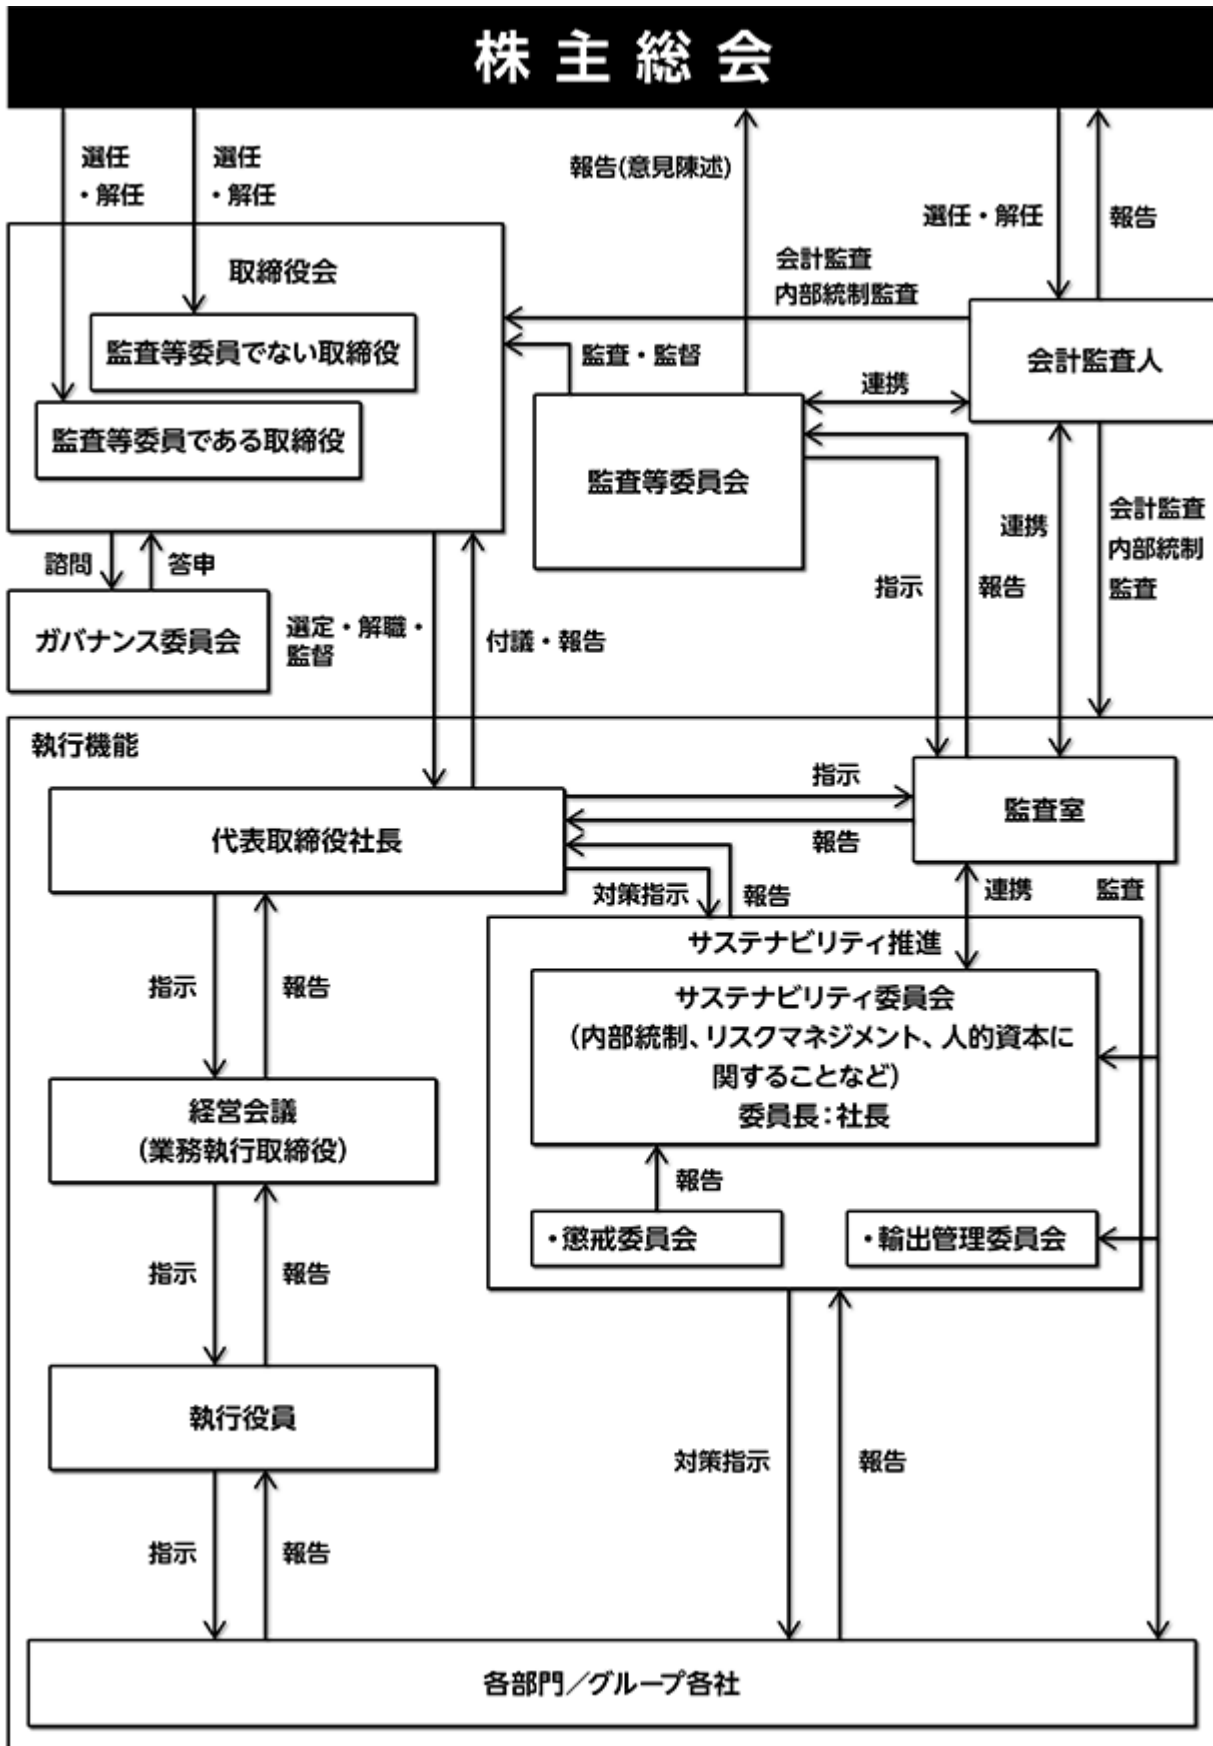 株主総会
選任
・解任
選任
・解任
報告(意見陳述)
選任・解任
報告
取締役会
会計監査
内部統制監査
監査等委員でない取締役
監査・監督
会計監査人
連携
監査等委員である取締役
監査等委員会
連携
会計監査
内部統制
監査
諮問
答申
指示
報告
ガバナンス委員会
選定・解職・
監督
付議・報告
執行機能
指示
監査室
代表取締役社長
報告
対策指示
報告
連携
監査
サステナビリティ推進
指示
報告
サステナビリティ委員会
(内部統制、リスクマネジメント、人的資本に
関することなど)
委員長:社長
経営会議
(業務執行取締役)
報告
・懲戒委員会
・輸出管理委員会
指示
報告
執行役員
対策指示
報告
指示
報告
各部門／グループ各社